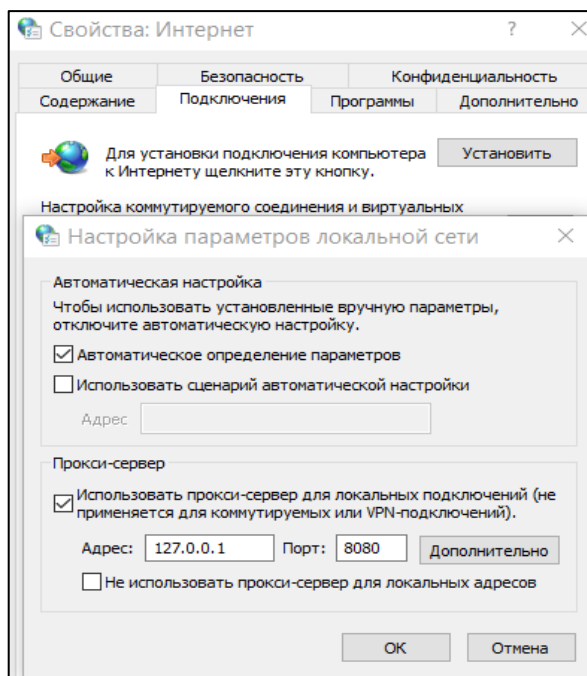 Свойства: Интернет
?
Общие Безопасность Конфиденциальность
Содержание Подключения Программы Дополнительно
Для установки подключения компьютера
к Интернету щелкните эту кнопку.
Установить
Настройка коммутируемого соединения и виртуальных
Настройка параметров локальной сети
Автоматическая настройка
Чтобы использовать установленные вручную параметры,
отключите автоматическую настройку.
Автоматическое определение параметров
Использовать сценарий автоматической настройки
Адрес
Прокси-сервер
Использовать прокси-сервер для локальных подключений (не
применяется для коммутируемых или VPN-подключений).
Адрес: 127.0.0.1 Порт: 8080 Дополнительно
Не использовать прокси-сервер для локальных адресов
ОК Отмена